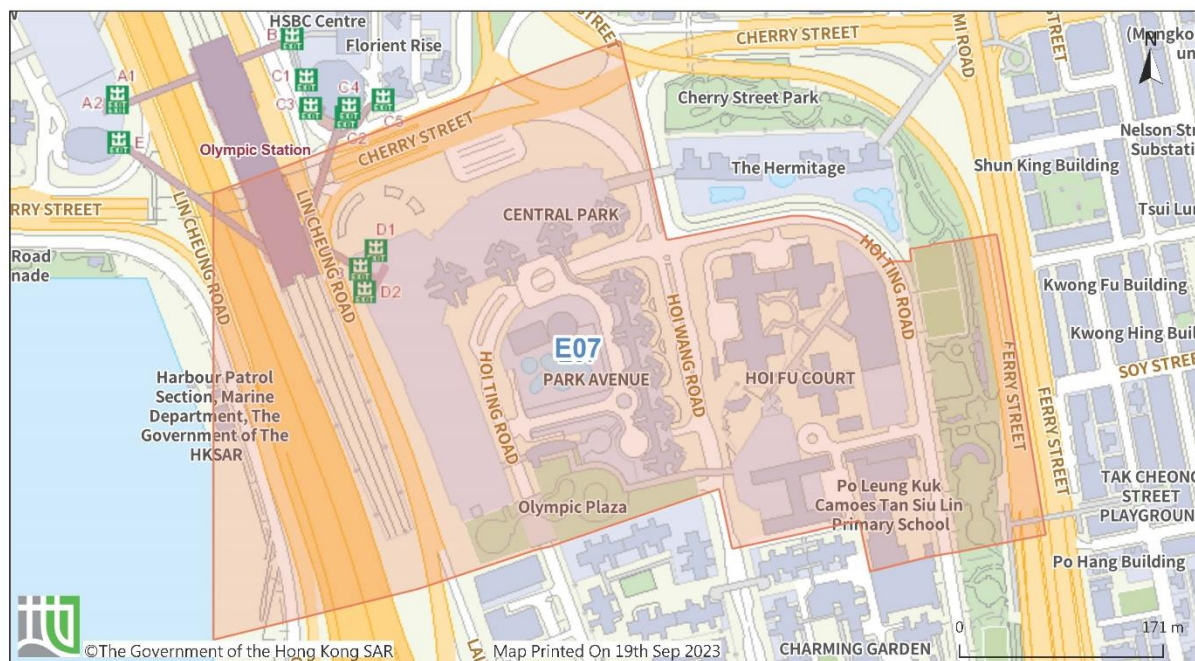 HSBC Centre
Florient Rise
B
A1
A2
E
C1
C3
C4
C2
C5
STREET
CHERRY STREET
MI ROAD
STREET
(Mongko
un
N
Cherry Street Park
Nelson Str
Substati
Olympic Station
CHERRY STREET
The Hermitage
Shun King Building
RRY STREET
LIN CHEUNG ROAD
LIN CHEUNG ROAD
CENTRAL PARK
Tsui Lun
Road
nade
D1
D2
HOI TING ROAD
Kwong Fu Building
HOI WANG ROAD
E07
Kwong Hing Buil
Harbour Patrol
Section, Marine
Department, The
Government of The
HKSAR
HOI TING ROAD
PARK AVENUE
HOI FU COURT
FERRY STREET
FERRY STREET
SOY STREET
Olympic Plaza
Po Leung Kuk
Camoes Tan Siu Lin
Primary School
TAK CHEONG
STREET
PLAYGROUN
Po Hang Building
CHARMING GARDEN
0
171 m
©The Government of the Hong Kong SAR
Map Printed On 19th Sep 2023